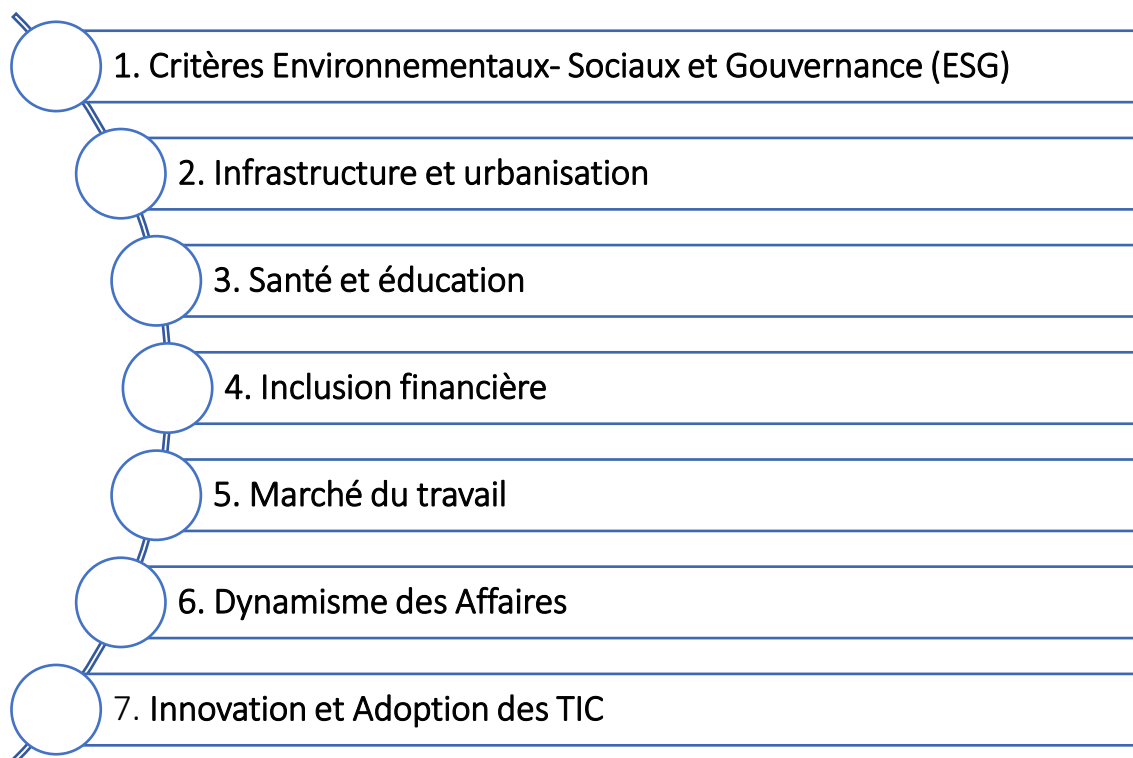 1. Critères Environnementaux- Sociaux et Gouvernance (ESG)
2. Infrastructure et urbanisation
3. Santé et éducation
4. Inclusion financière
5. Marché du travail
6. Dynamisme des Affaires
7. Innovation et Adoption des TIC